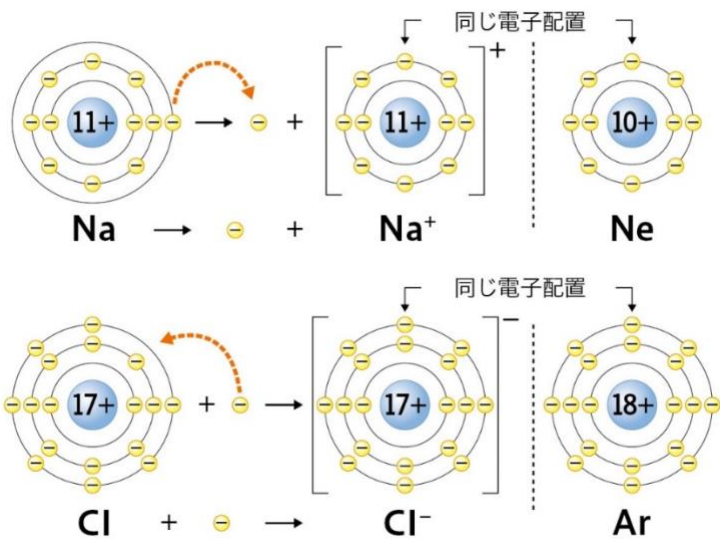 同じ電子配置
11+ → ⊖ + [11+]+ 10+
Na → ⊖ + Na⁺ Ne
同じ電子配置
17+ + ⊖ → [17+]− 18+
Cl + ⊖ → Cl⁻ Ar